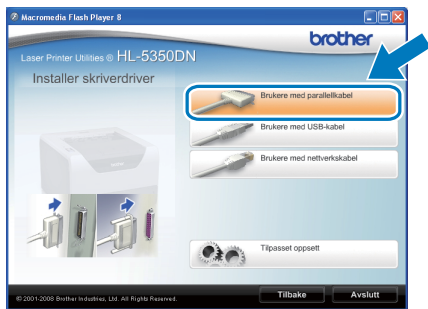 Macromedia Flash Player 8
brother
Laser Printer Utilities ® HL-5350DN
Installer skriverdriver
Brukere med parallellkabel
Brukere med USB-kabel
Brukere med nettverkskabel
Tilpasset oppsett
© 2001-2008 Brother Industries, Ltd. All Rights Reserved.
Tilbake
Avslutt